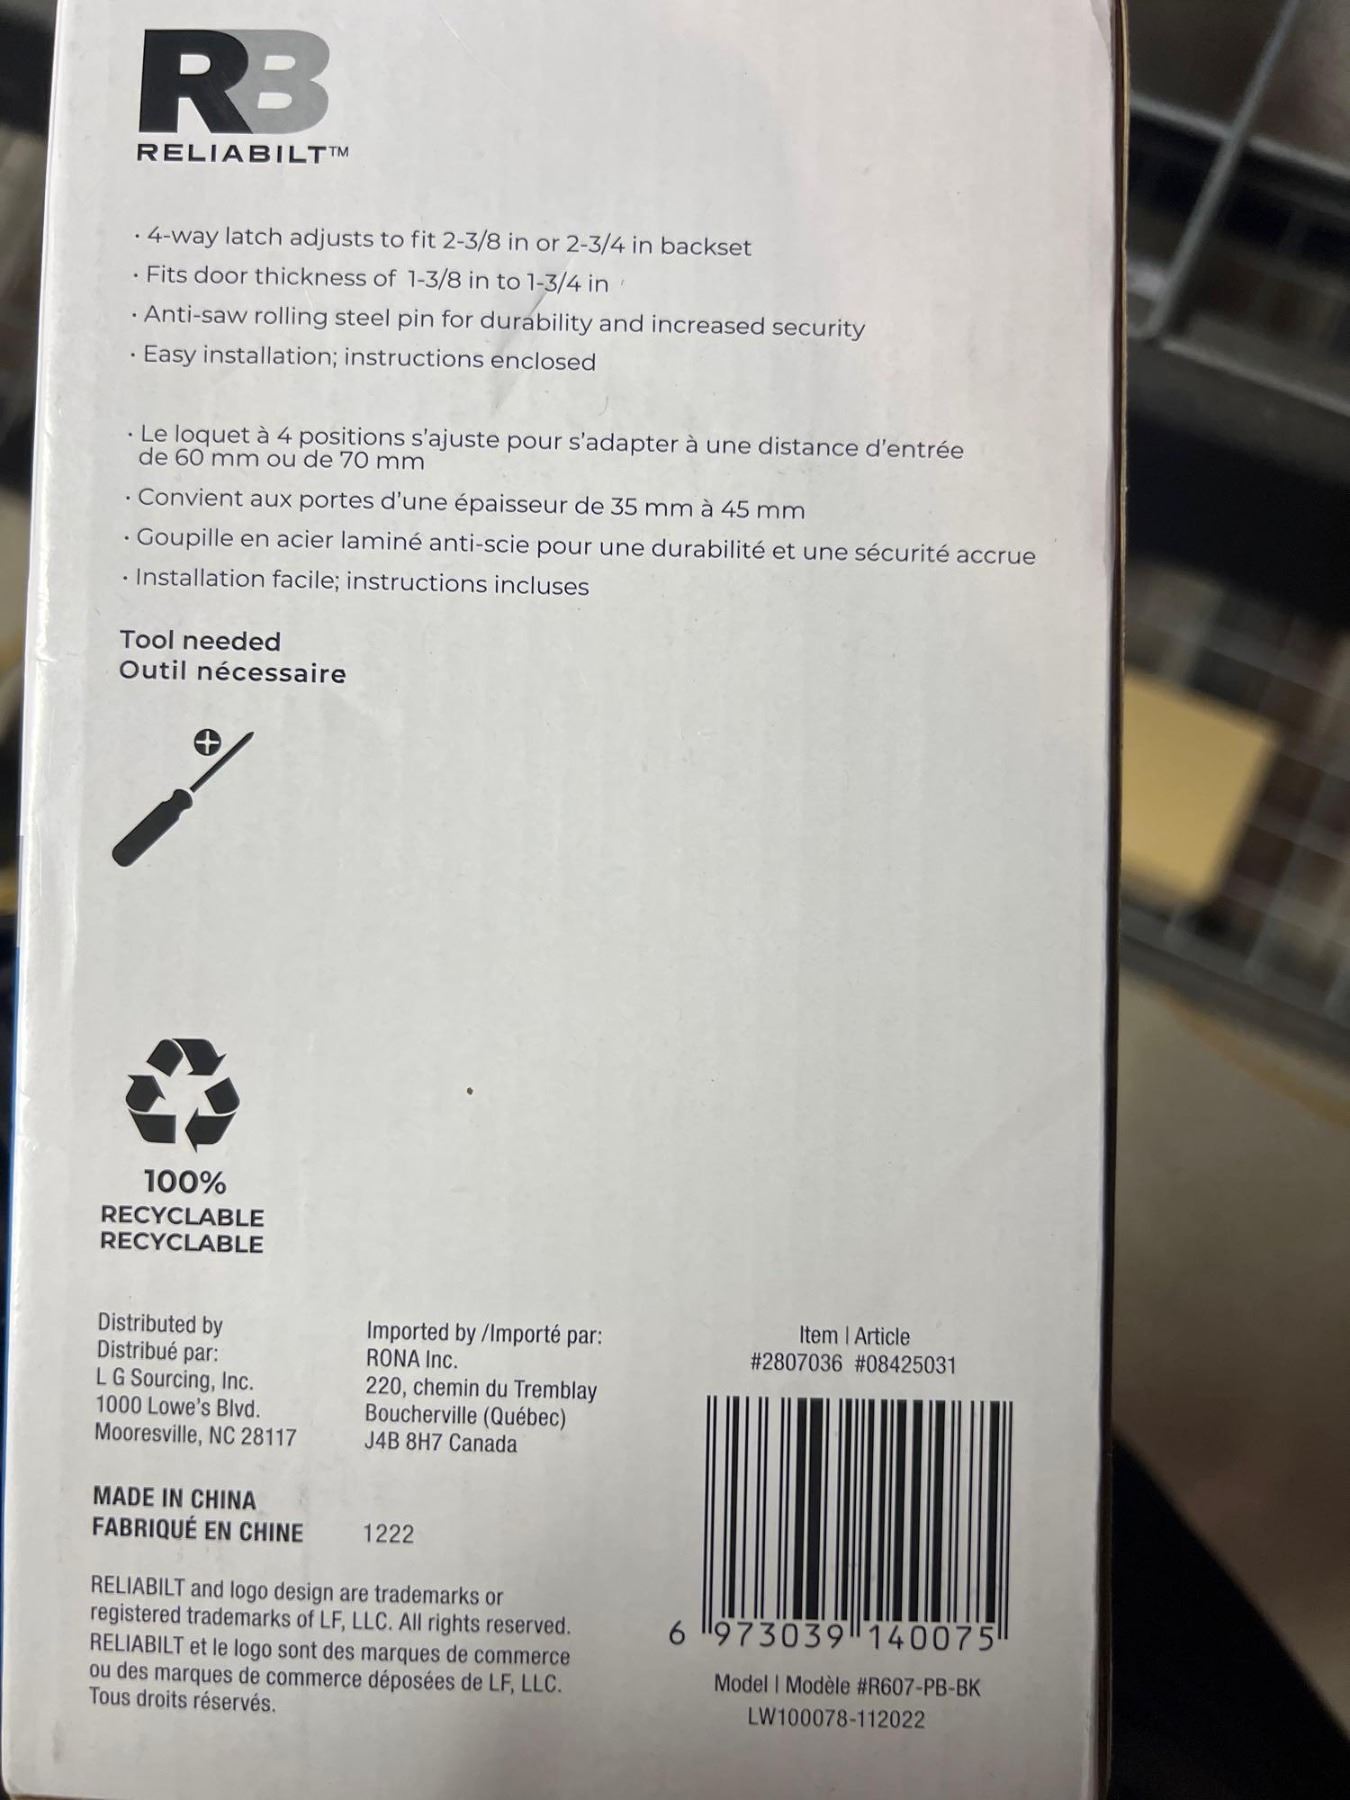 RB
RELIABILT™
· 4-way latch adjusts to fit 2-3/8 in or 2-3/4 in backset
· Fits door thickness of 1-3/8 in to 1-3/4 in
· Anti-saw rolling steel pin for durability and increased security
· Easy installation; instructions enclosed
· Le loquet à 4 positions s'ajuste pour s'adapter à une distance d'entrée
de 60 mm ou de 70 mm
· Convient aux portes d'une épaisseur de 35 mm à 45 mm
· Goupille en acier laminé anti-scie pour une durabilité et une sécurité accrue
· Installation facile; instructions incluses
Tool needed
Outil nécessaire
100%
RECYCLABLE
RECYCLABLE
Distributed by
Distribué par:
L G Sourcing, Inc.
1000 Lowe's Blvd.
Mooresville, NC 28117
Imported by /Importé par:
RONA Inc.
220, chemin du Tremblay
Boucherville (Québec)
J4B 8H7 Canada
Item | Article
#2807036 #08425031
MADE IN CHINA
FABRIQUÉ EN CHINE 1222
RELIABILT and logo design are trademarks or
registered trademarks of LF, LLC. All rights reserved.
RELIABILT et le logo sont des marques de commerce
ou des marques de commerce déposées de LF, LLC.
Tous droits réservés.
6 973039 140075
Model | Modèle #R607-PB-BK
LW100078-112022